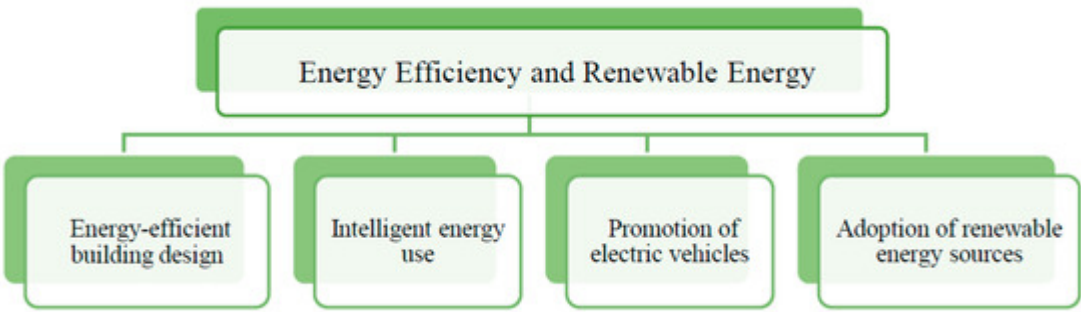 Energy Efficiency and Renewable Energy
Energy-efficient
building design
Intelligent energy
use
Promotion of
electric vehicles
Adoption of renewable
energy sources